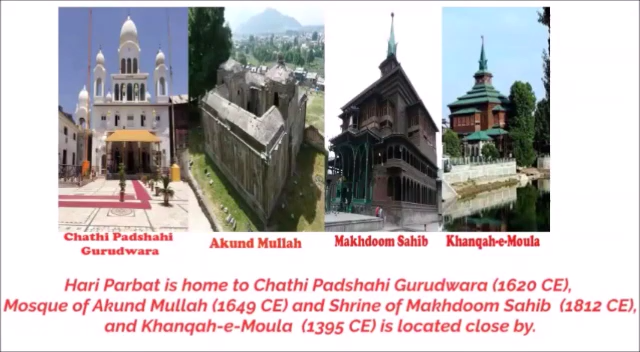 Chathi Padshahi
Gurudwara
Akund Mullah
Makhdoom Sahib
Khanqah-e-Moula
Hari Parbat is home to Chathi Padshahi Gurudwara (1620 CE),
Mosque of Akund Mullah (1649 CE) and Shrine of Makhdoom Sahib (1812 CE),
and Khanqah-e-Moula (1395 CE) is located close by.